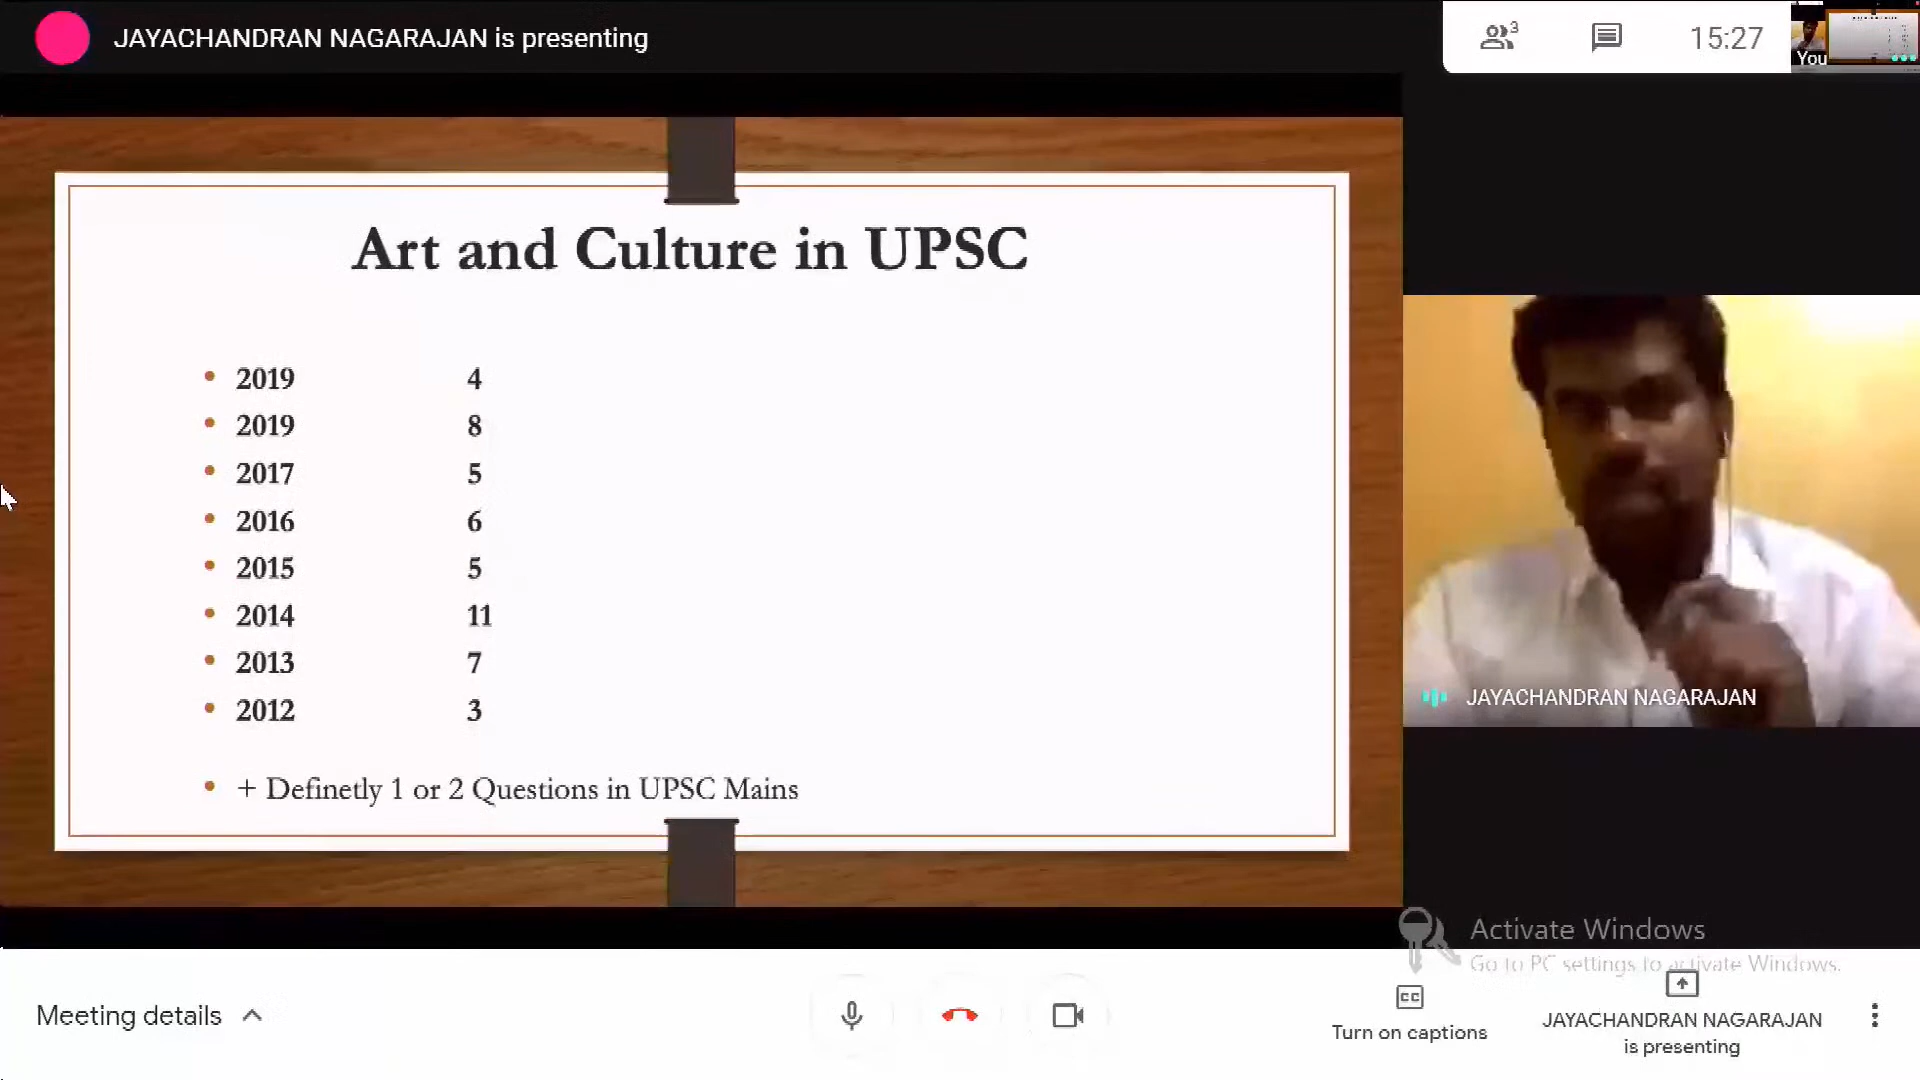 JAYACHANDRAN NAGARAJAN is presenting
3
15:27
You
Art and Culture in UPSC
• 2019 4
• 2019 8
• 2017 5
• 2016 6
• 2015 5
• 2014 11
• 2013 7
• 2012 3
• + Definetly 1 or 2 Questions in UPSC Mains
JAYACHANDRAN NAGARAJAN
Activate Windows
Go to PC settings to activate Windows.
Meeting details
CC
Turn on captions
JAYACHANDRAN NAGARAJAN
is presenting